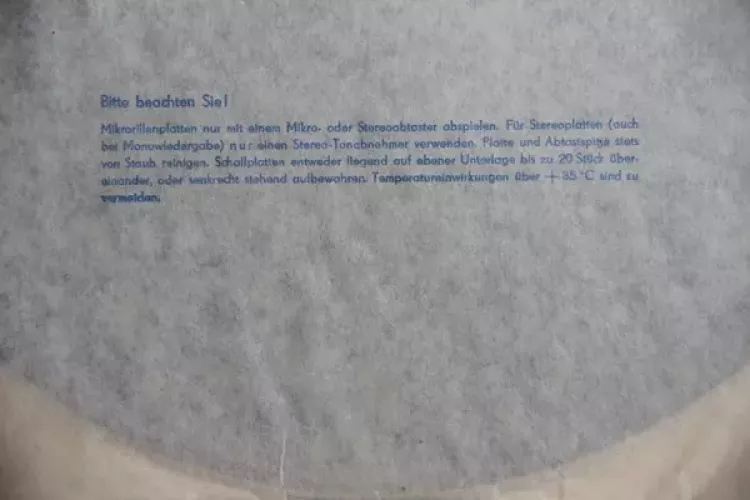 Bitte beachten Sie!
Mikrorillenplatten nur mit einem Mikro- oder Stereoabtaster abspielen. Für Stereoplatten (auch
bei Monowiedergabe) nur einen Stereo-Tonabnehmer verwenden. Platte und Abtastspitze stets
von Staub reinigen. Schallplatten entweder liegend auf ebener Unterlage bis zu 20 Stück über-
einander, oder senkrecht stehend aufbewahren. Temperatureinwirkungen über +35 °C sind zu
vermeiden.